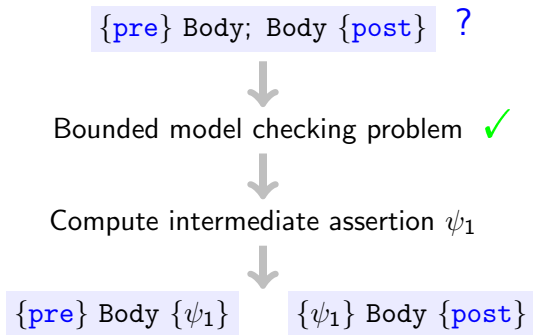 {pre} Body; Body {post} ?
Bounded model checking problem ✓
Compute intermediate assertion ψ₁
{pre} Body {ψ₁} {ψ₁} Body {post}